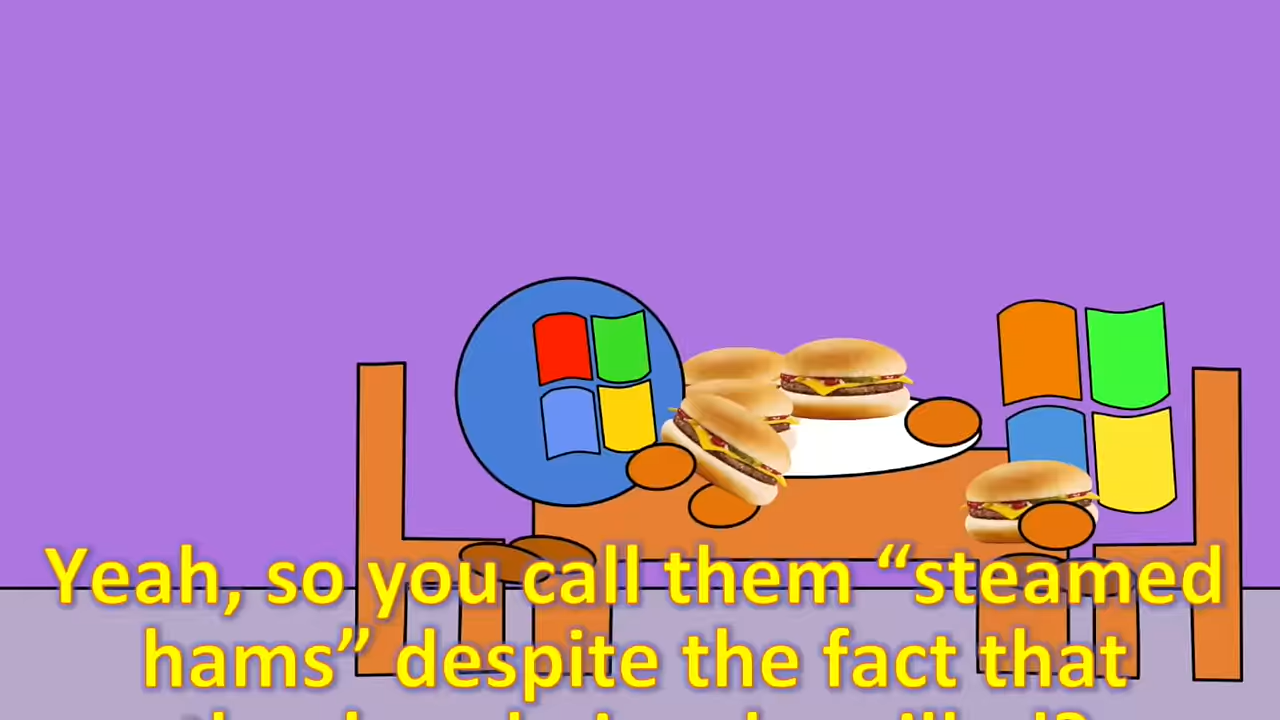 Yeah, so you call them “steamed
hams” despite the fact that